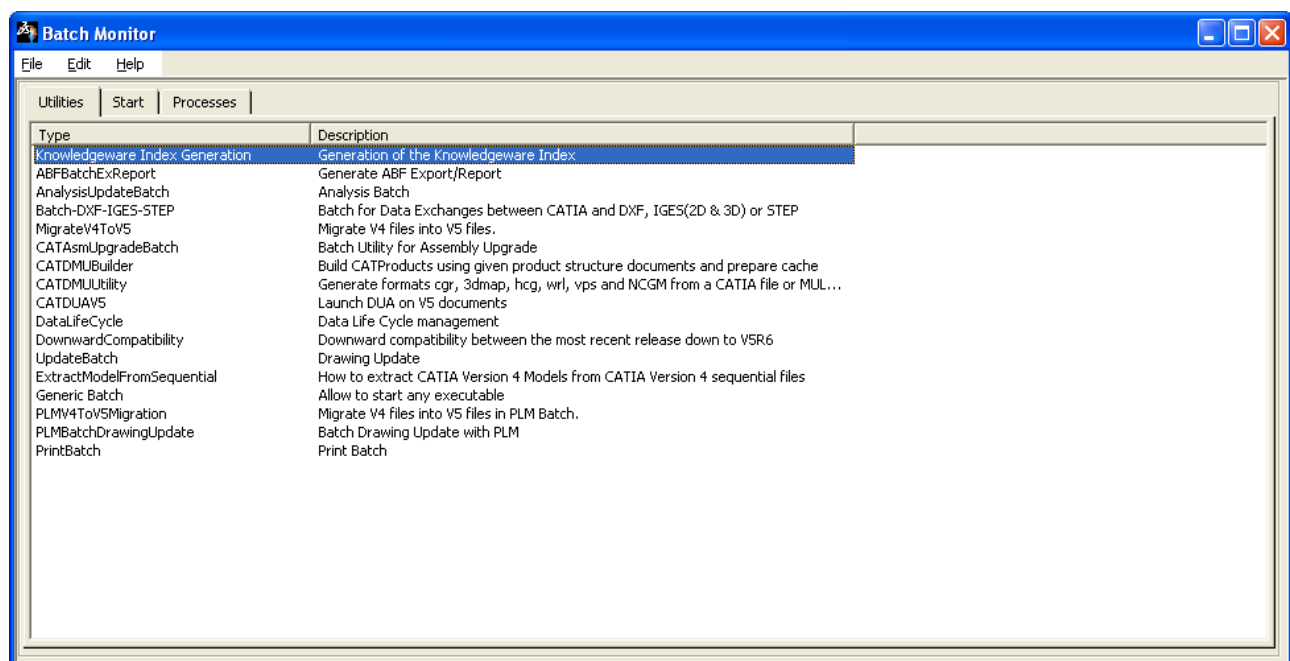 Batch Monitor
File Edit Help
Utilities Start Processes
Type Description
Knowledgeware Index Generation Generation of the Knowledgeware Index
ABFBatchExReport Generate ABF Export/Report
AnalysisUpdateBatch Analysis Batch
Batch-DXF-IGES-STEP Batch for Data Exchanges between CATIA and DXF, IGES(2D & 3D) or STEP
MigrateV4ToV5 Migrate V4 files into V5 files.
CATAsmUpgradeBatch Batch Utility for Assembly Upgrade
CATDMUBuilder Build CATProducts using given product structure documents and prepare cache
CATDMUUtility Generate formats cgr, 3dmap, hcg, wrl, vps and NCGM from a CATIA file or MUL...
CATDUAV5 Launch DUA on V5 documents
DataLifeCycle Data Life Cycle management
DownwardCompatibility Downward compatibility between the most recent release down to V5R6
UpdateBatch Drawing Update
ExtractModelFromSequential How to extract CATIA Version 4 Models from CATIA Version 4 sequential files
Generic Batch Allow to start any executable
PLMV4ToV5Migration Migrate V4 files into V5 files in PLM Batch.
PLMBatchDrawingUpdate Batch Drawing Update with PLM
PrintBatch Print Batch